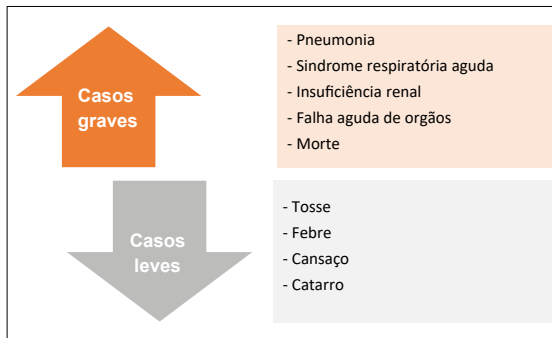 Casos
graves
- Pneumonia
- Sindrome respiratória aguda
- Insuficiência renal
- Falha aguda de orgãos
- Morte
Casos
leves
- Tosse
- Febre
- Cansaço
- Catarro